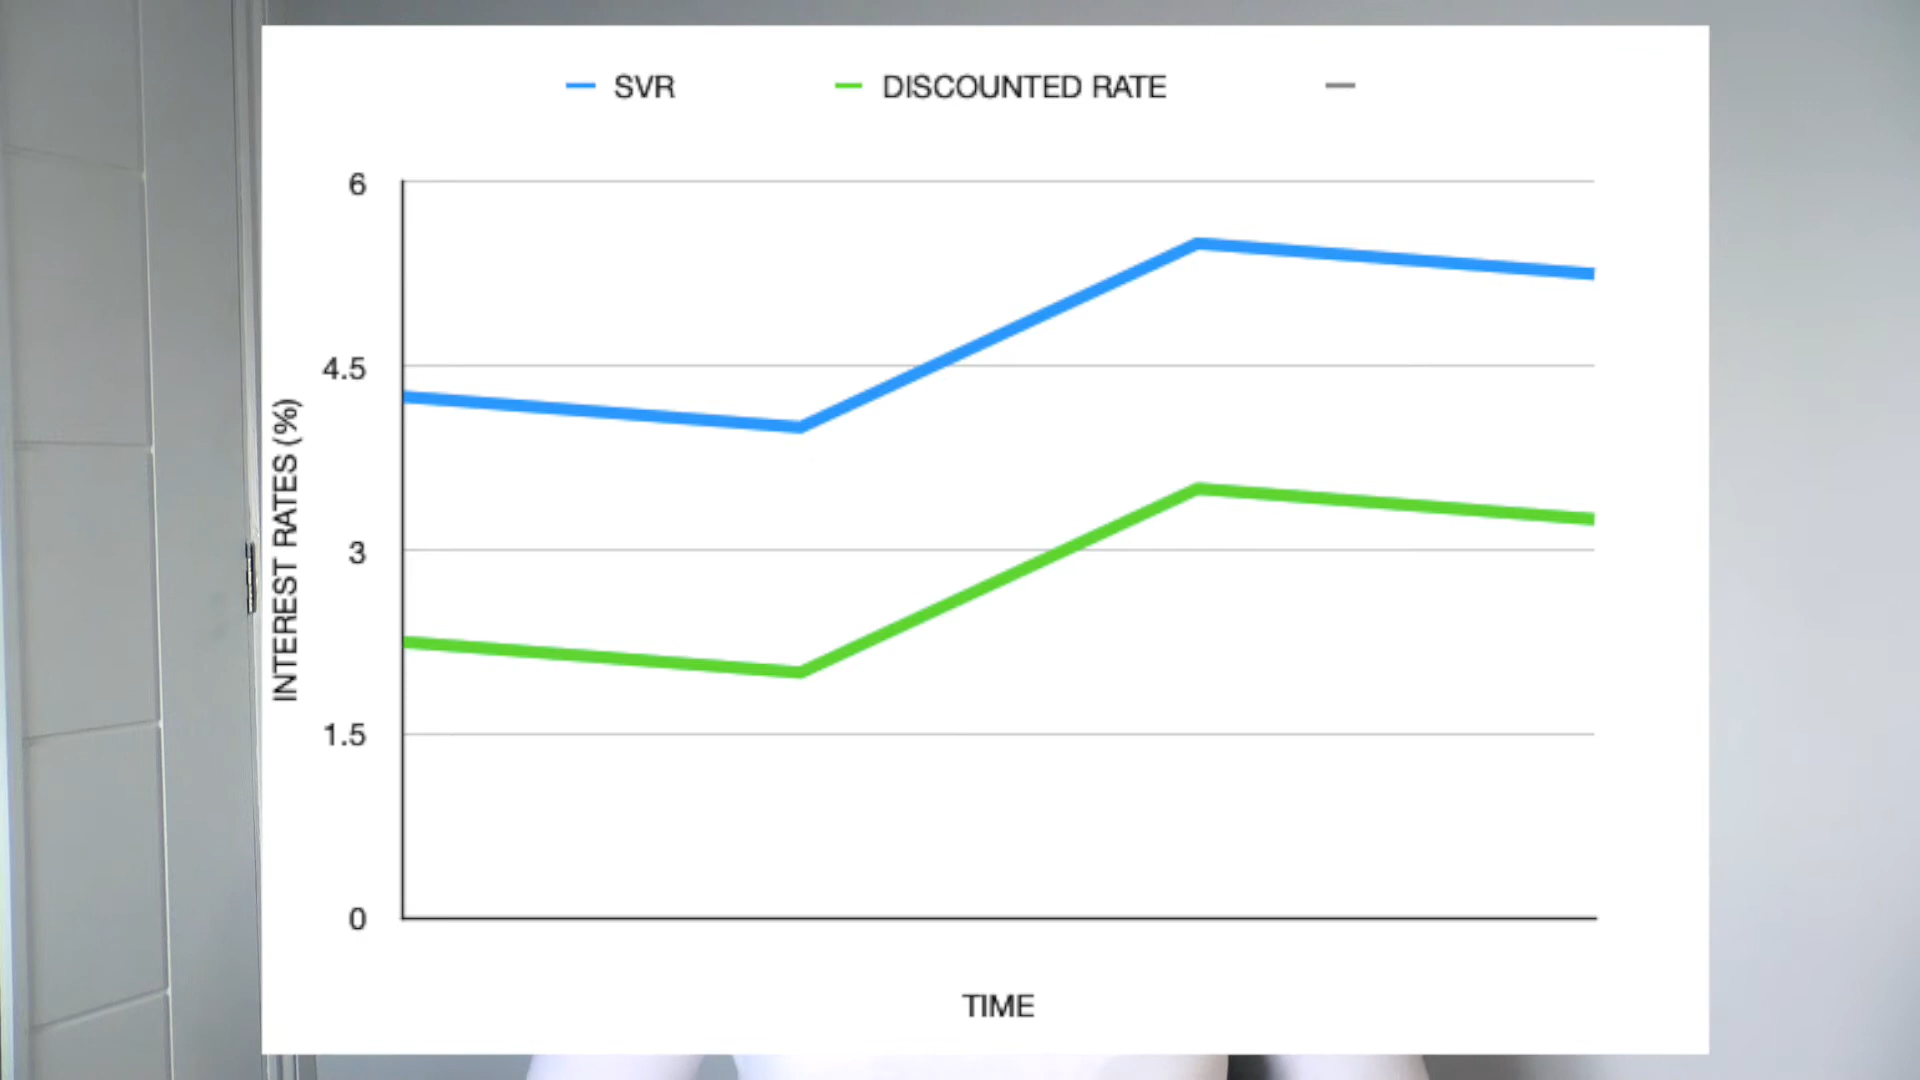 SVR
DISCOUNTED RATE
6
4.5
3
1.5
0
INTEREST RATES (%)
TIME